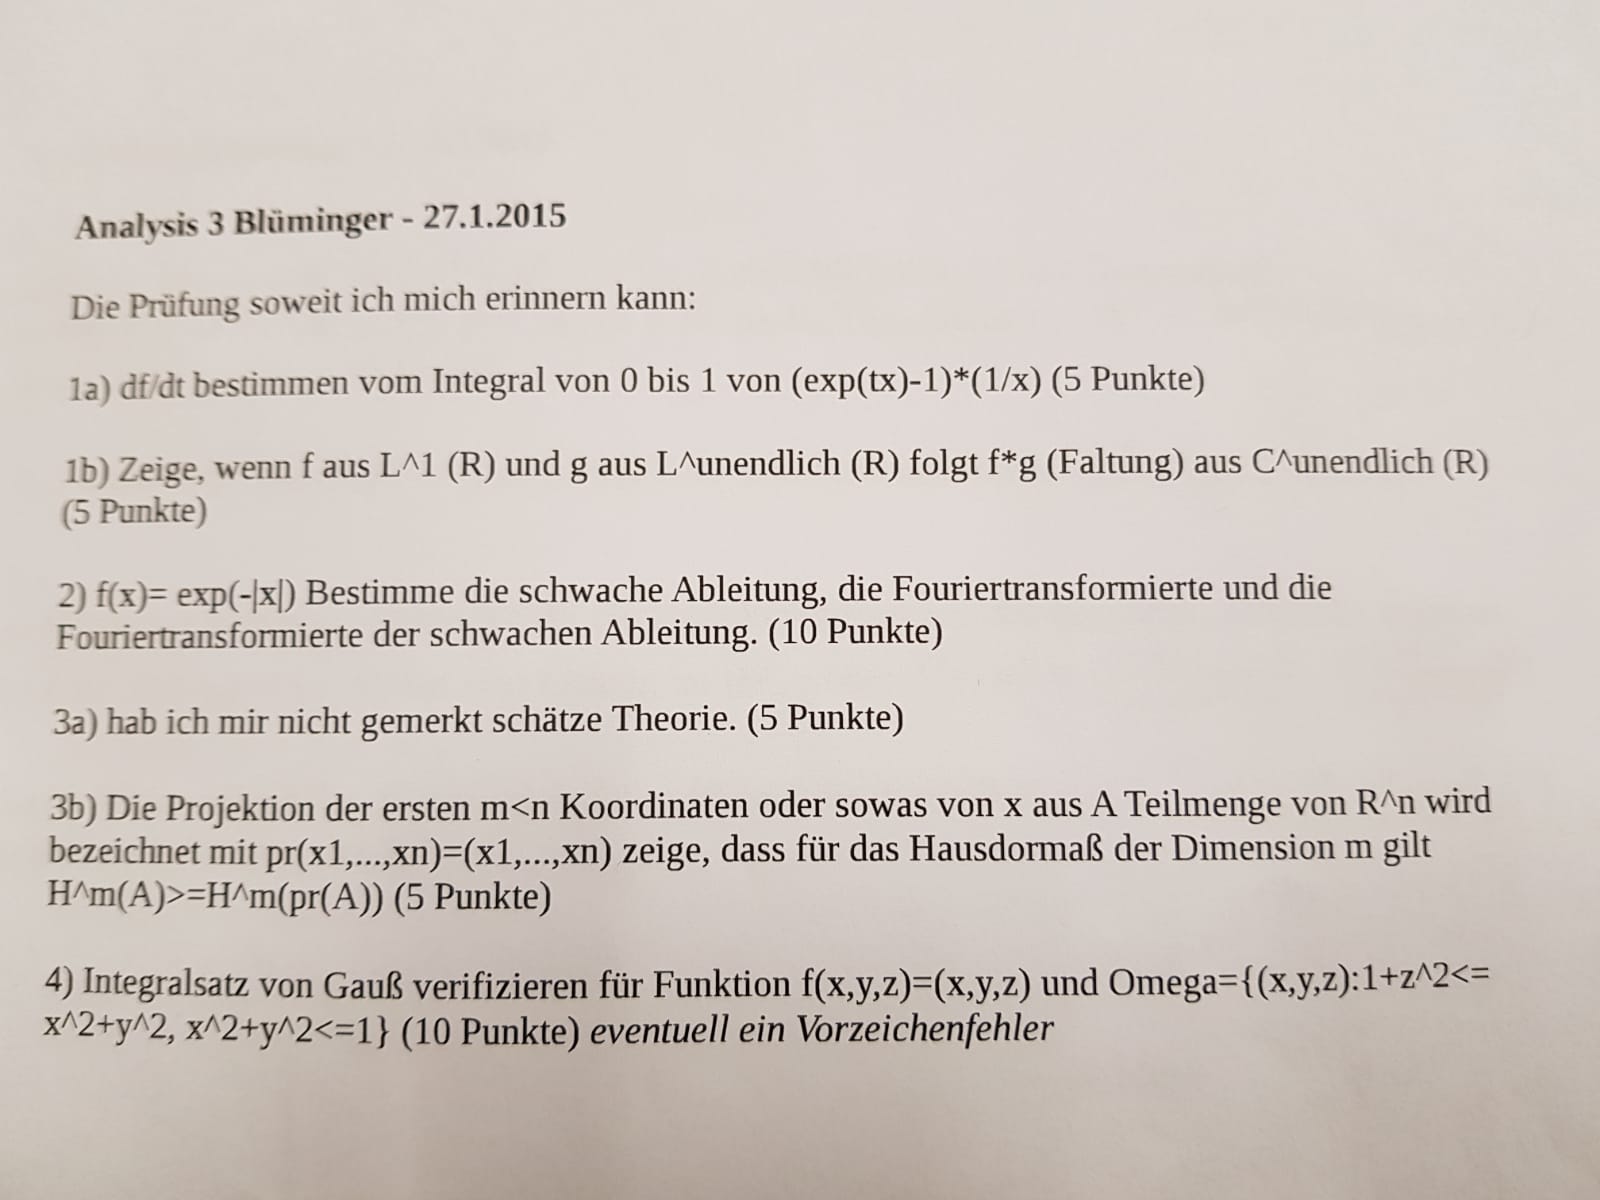 Analysis 3 Blüminger - 27.1.2015
Die Prüfung soweit ich mich erinnern kann:
1a) df/dt bestimmen vom Integral von 0 bis 1 von (exp(tx)-1)*(1/x) (5 Punkte)
1b) Zeige, wenn f aus L^1 (R) und g aus L^unendlich (R) folgt f*g (Faltung) aus C^unendlich (R)
(5 Punkte)
2) f(x)= exp(-|x|) Bestimme die schwache Ableitung, die Fouriertransformierte und die
Fouriertransformierte der schwachen Ableitung. (10 Punkte)
3a) hab ich mir nicht gemerkt schätze Theorie. (5 Punkte)
3b) Die Projektion der ersten m<n Koordinaten oder sowas von x aus A Teilmenge von R^n wird
bezeichnet mit pr(x1,...,xn)=(x1,...,xn) zeige, dass für das Hausdormaß der Dimension m gilt
H^m(A)>=H^m(pr(A)) (5 Punkte)
4) Integralsatz von Gauß verifizieren für Funktion f(x,y,z)=(x,y,z) und Omega={(x,y,z):1+z^2<=
x^2+y^2, x^2+y^2<=1} (10 Punkte) eventuell ein Vorzeichenfehler